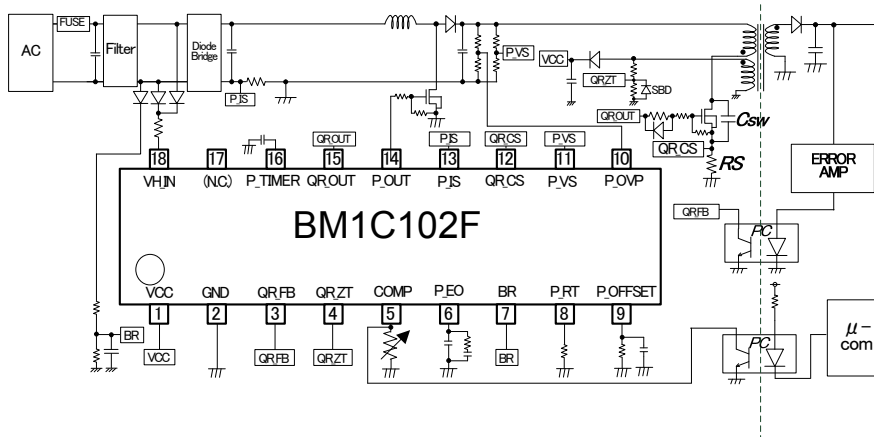 FUSE
AC
Filter
Diode
Bridge
P_IS
P_VS
VCC
QR_ZT
SBD
QR_OUT
Csw
QR_CS
RS
ERROR
AMP
QR_FB
PC
QR_OUT
P_IS
QR_CS
P_VS
18 17 16 15 14 13 12 11 10
VH_IN (N.C.) P_TIMER QR_OUT P_OUT P_IS QR_CS P_VS P_OVP
BM1C102F
VCC GND QR_FB QR_ZT COMP P_EO BR P_RT P_OFFSET
1 2 3 4 5 6 7 8 9
BR
VCC
QR_FB
QR_ZT
BR
PC
μ-
com